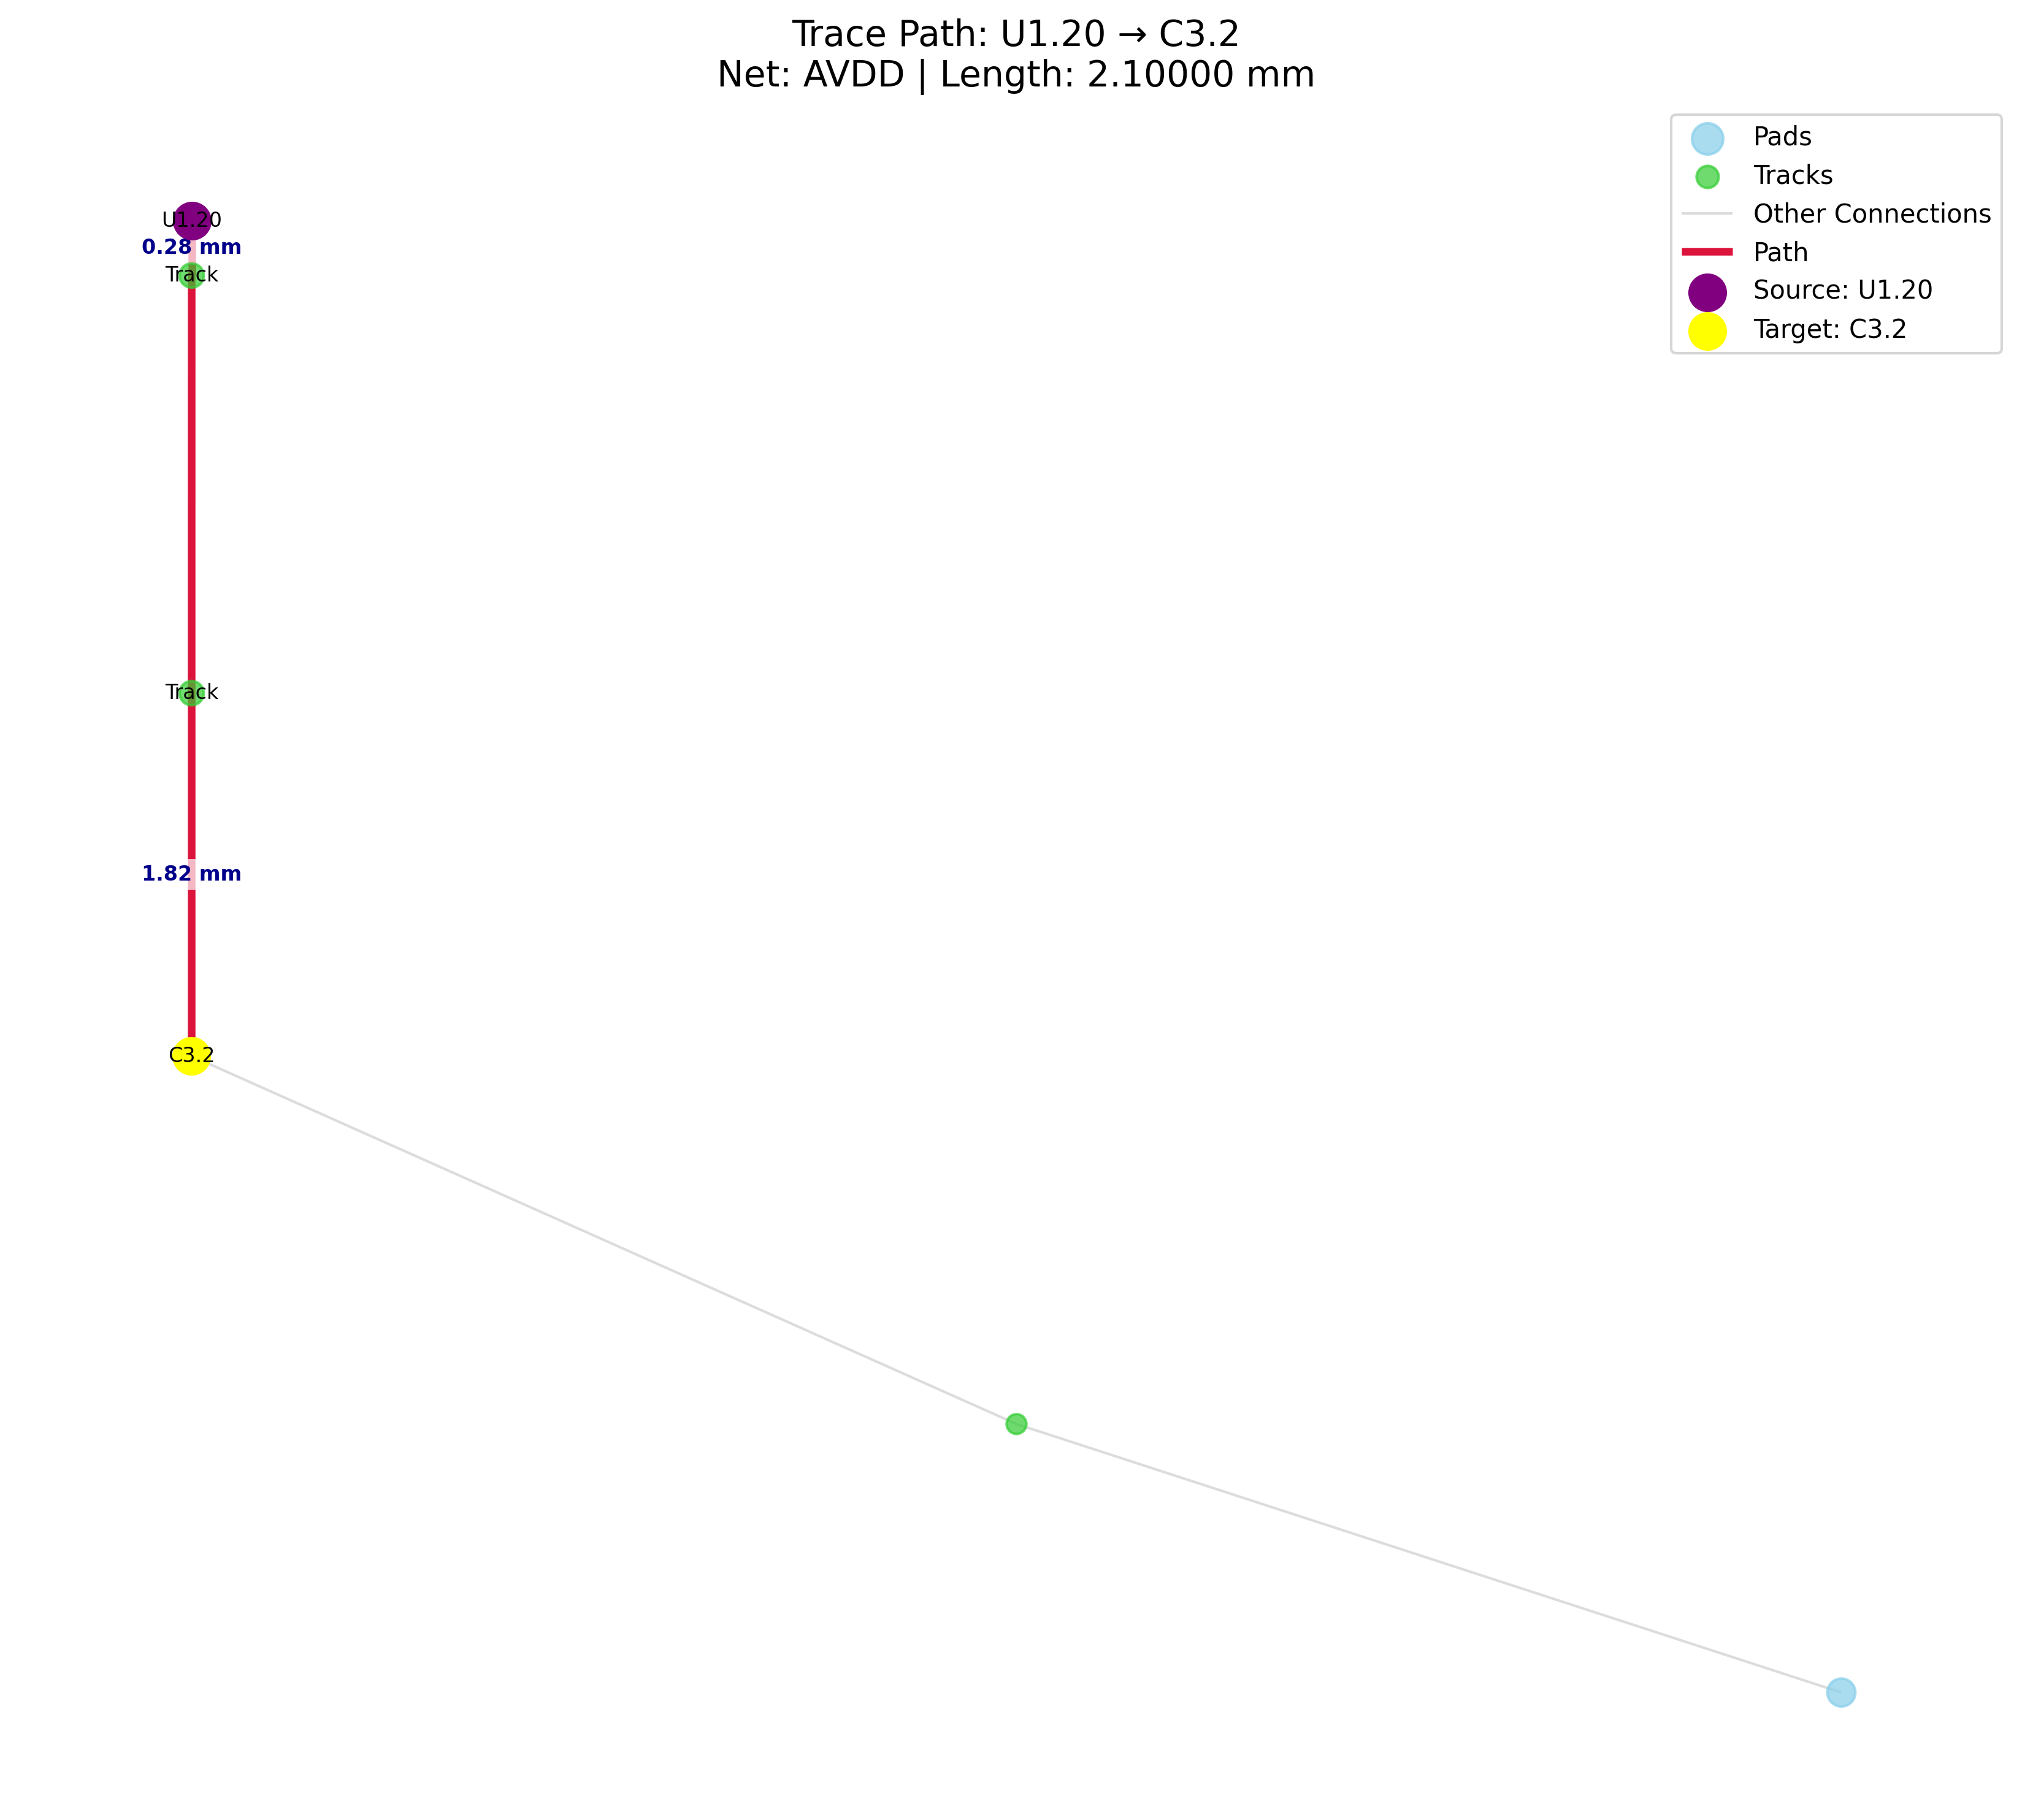 Trace Path: U1.20 → C3.2
Net: AVDD | Length: 2.10000 mm
Pads
Tracks
Other Connections
Path
Source: U1.20
Target: C3.2
U1.20
0.28 mm
Track
Track
1.82 mm
C3.2